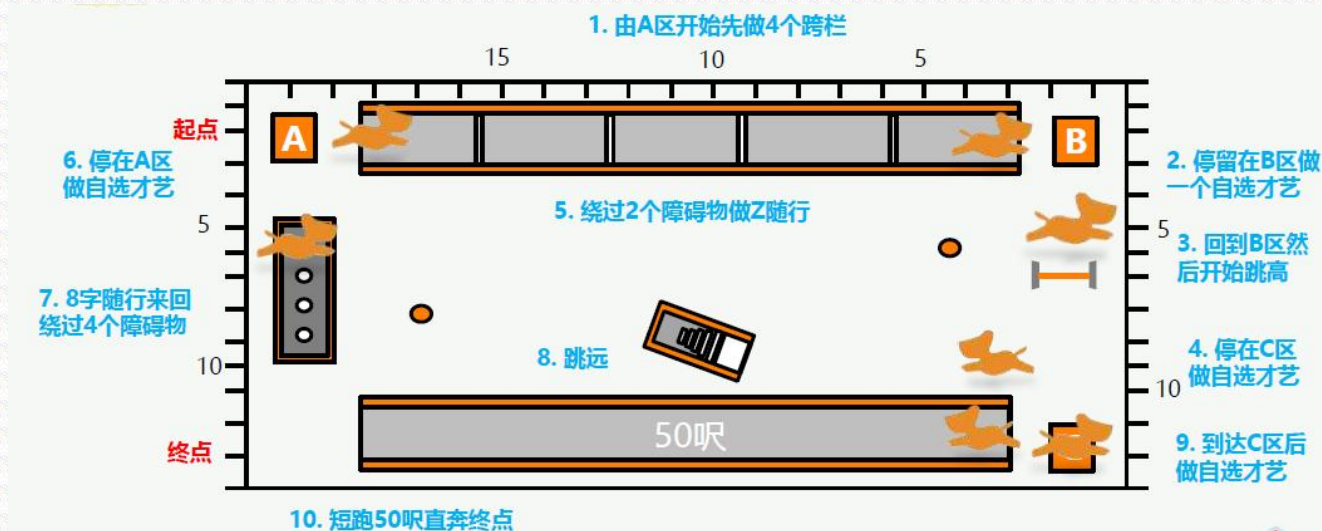 1. 由A区开始先做4个跨栏
15
10
5
起点
A
B
6. 停在A区
做自选才艺
2. 停留在B区做
一个自选才艺
5
5. 绕过2个障碍物做Z随行
5
3. 回到B区然
后开始跳高
7. 8字随行来回
绕过4个障碍物
8. 跳远
10
4. 停在C区
做自选才艺
10
50呎
终点
9. 到达C区后
做自选才艺
10. 短跑50呎直奔终点